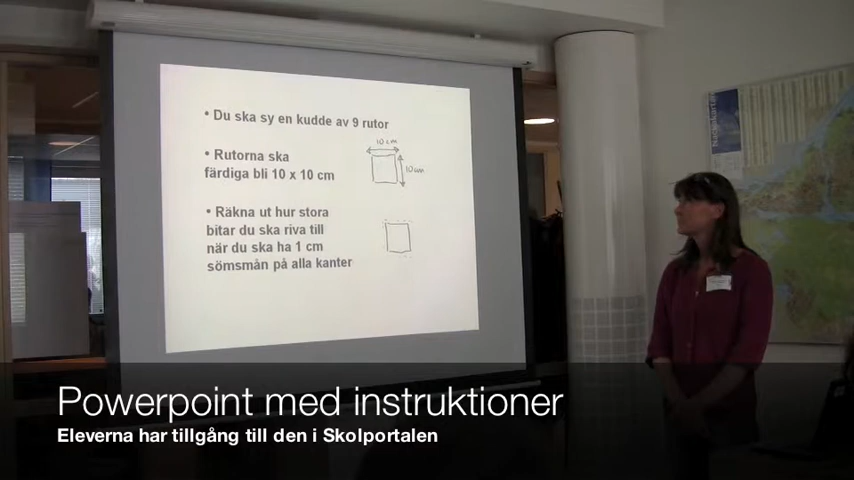 • Du ska sy en kudde av 9 rutor
10 cm
• Rutorna ska
färdiga bli 10 x 10 cm
10 cm
• Räkna ut hur stora
bitar du ska riva till
när du ska ha 1 cm
sömsmån på alla kanter
Powerpoint med instruktioner
Eleverna har tillgång till den i Skolportalen